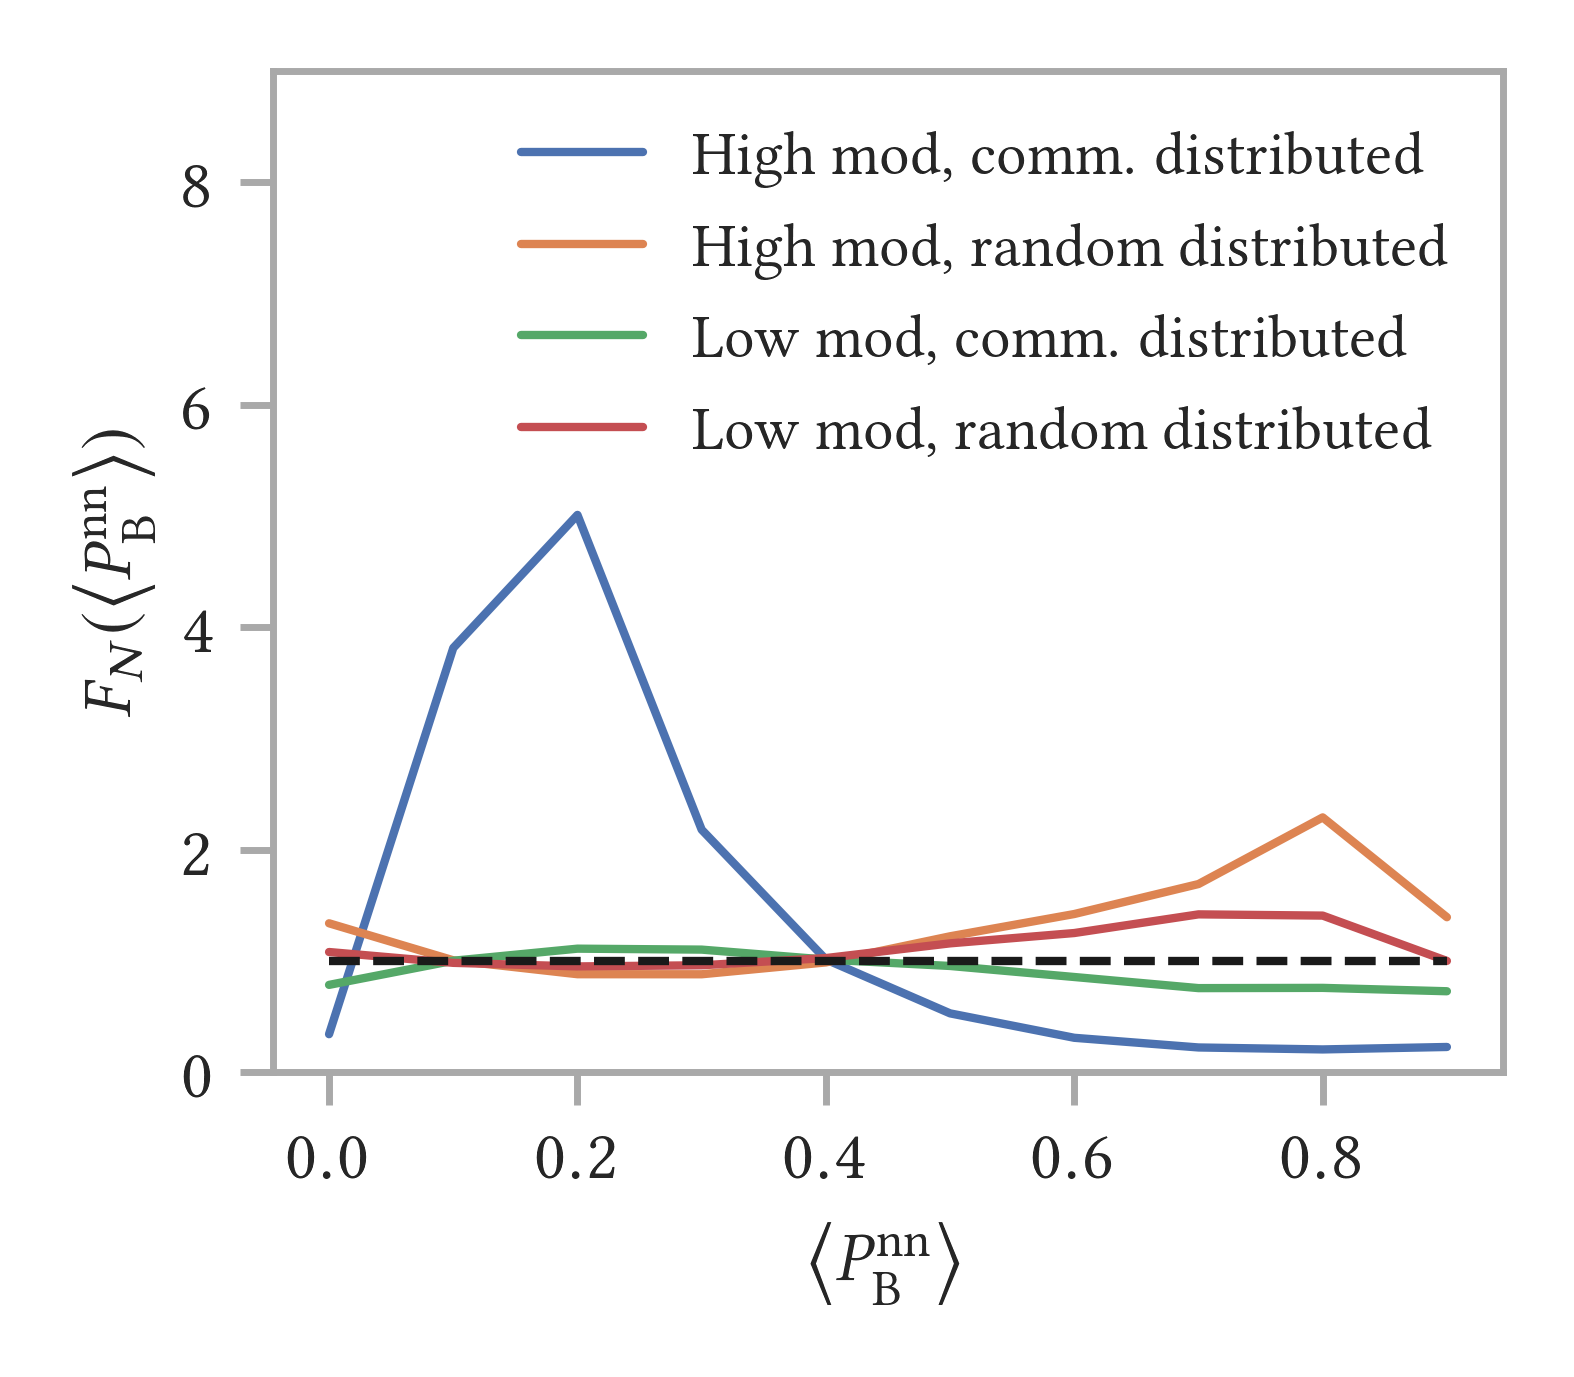 High mod, comm. distributed
High mod, random distributed
Low mod, comm. distributed
Low mod, random distributed
8
6
4
2
0
F_N(⟨P_B^nn⟩)
0.0 0.2 0.4 0.6 0.8
⟨P_B^nn⟩